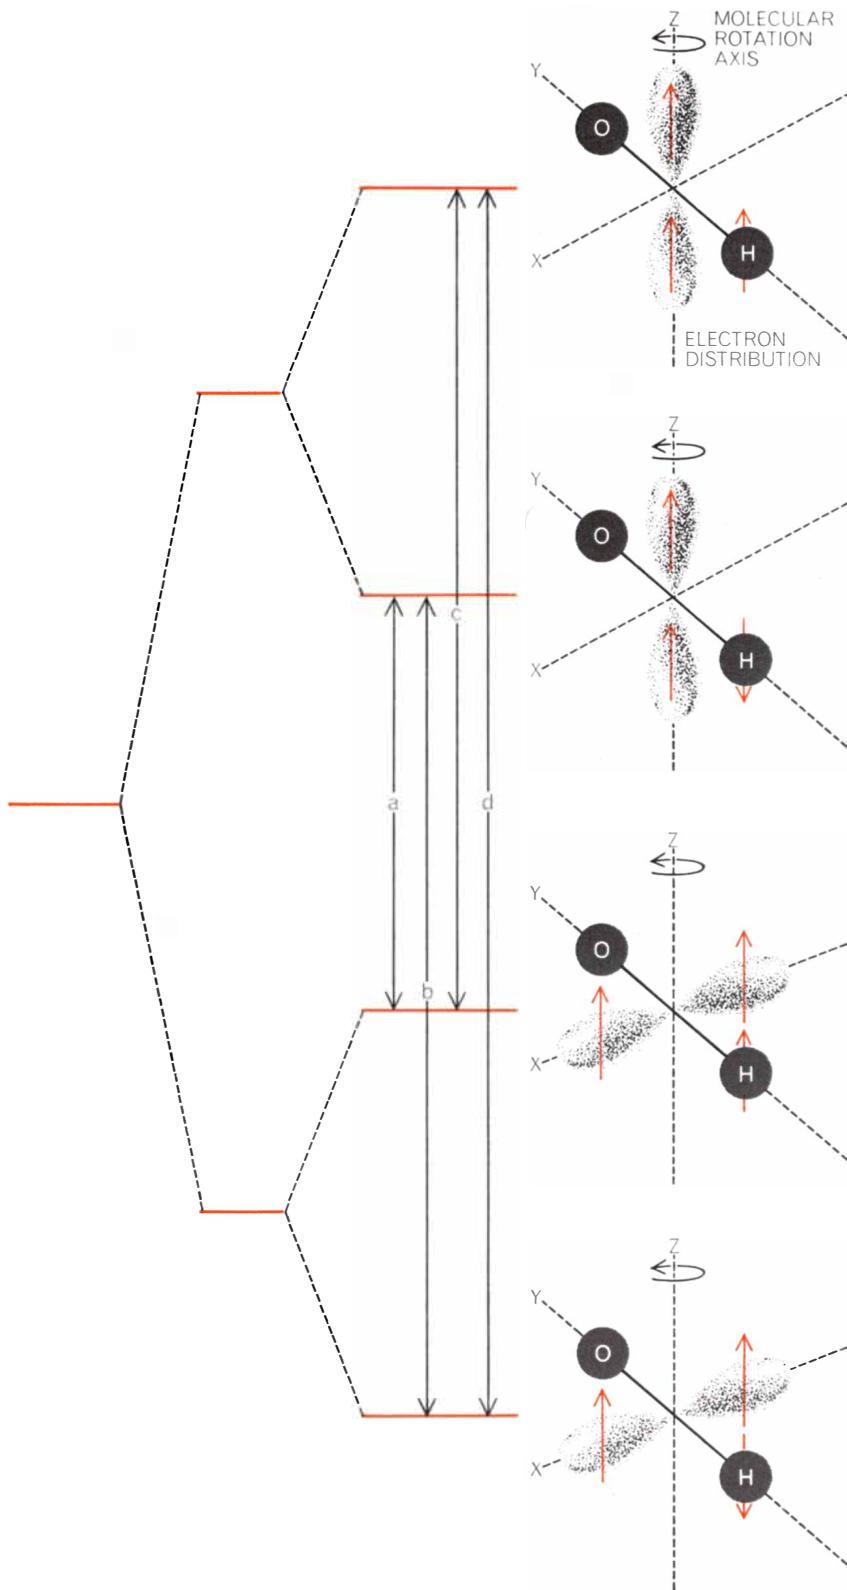 Z
MOLECULAR
ROTATION
AXIS
Y
O
X
H
ELECTRON
DISTRIBUTION
Z
Y
O
X
H
c
a
d
b
Z
Y
O
X
H
Z
Y
O
X
H